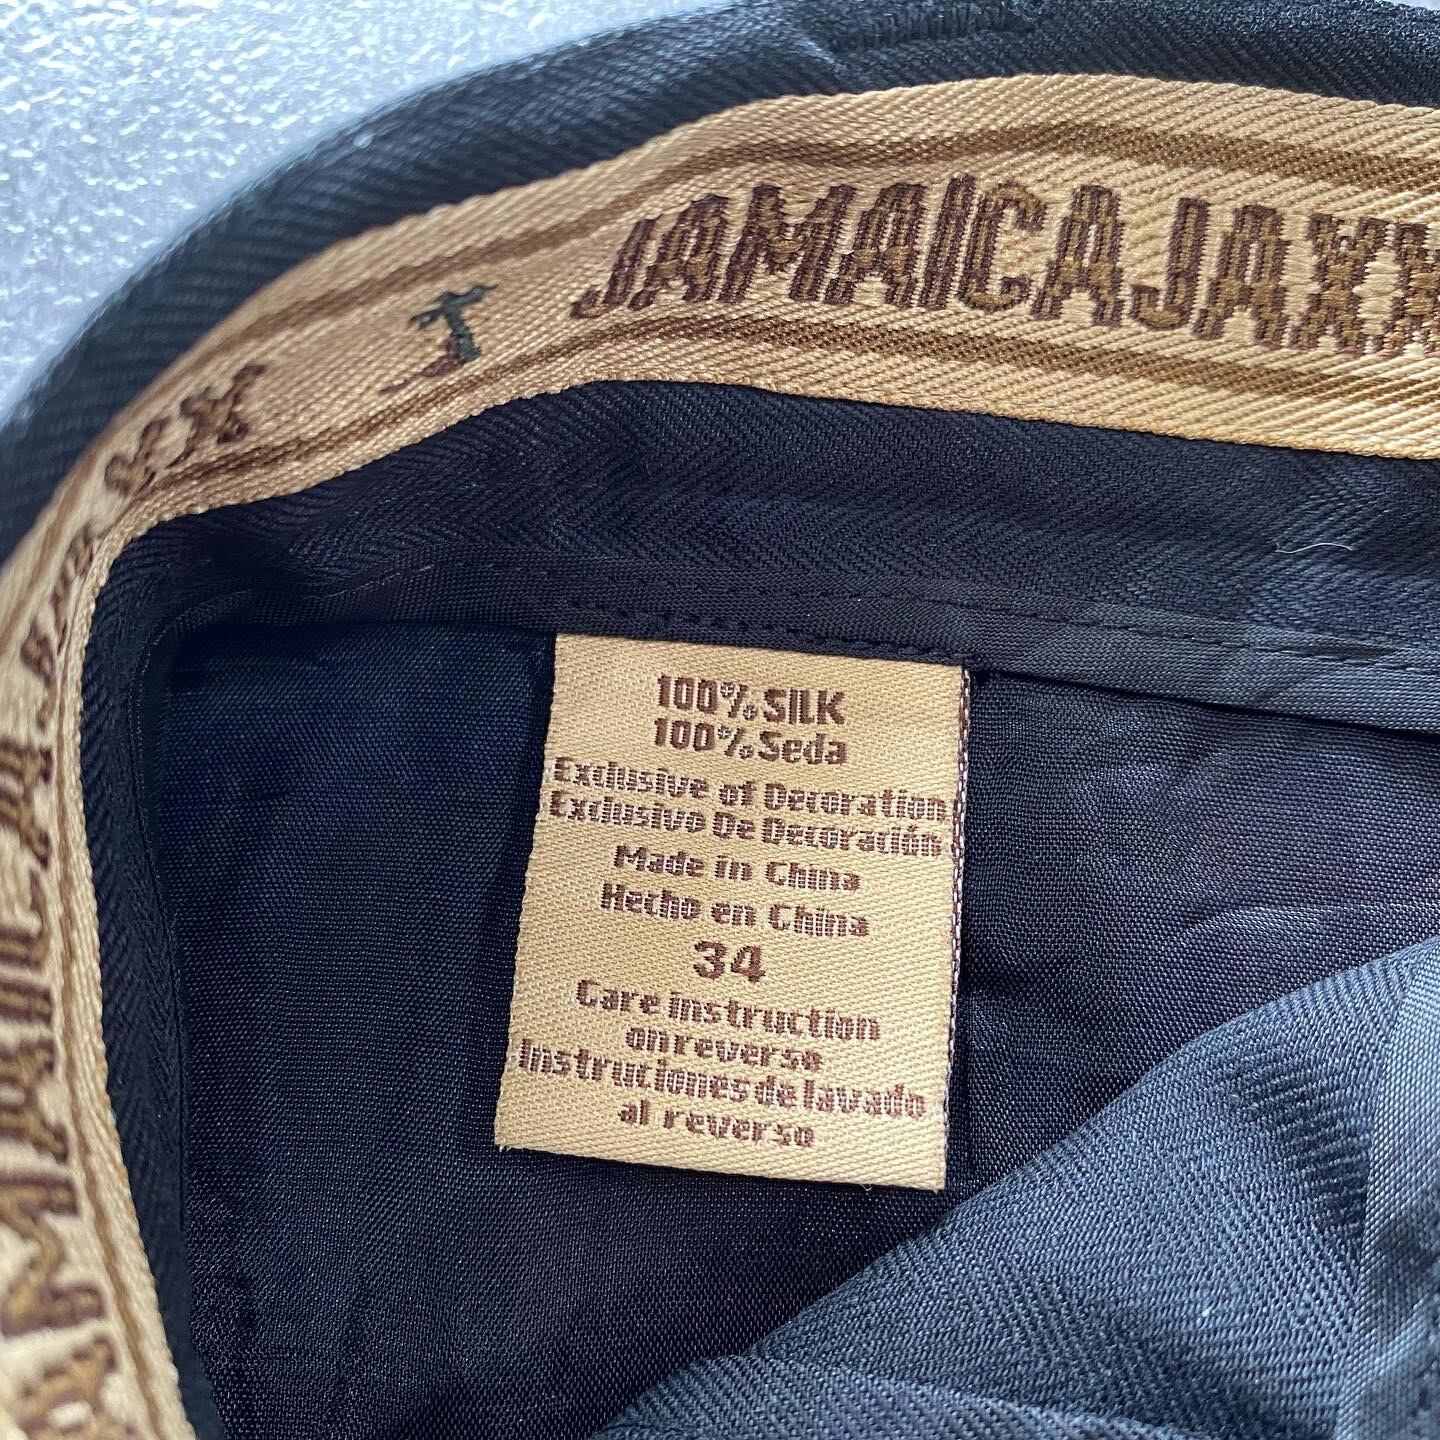 JAMAICAJAXX
100% SILK
100% Seda
Exclusive of Decoration
Exclusivo De Decoración
Made in China
Hecho en China
34
Care instruction
on reverse
Instrutiones de lavado
al reverso